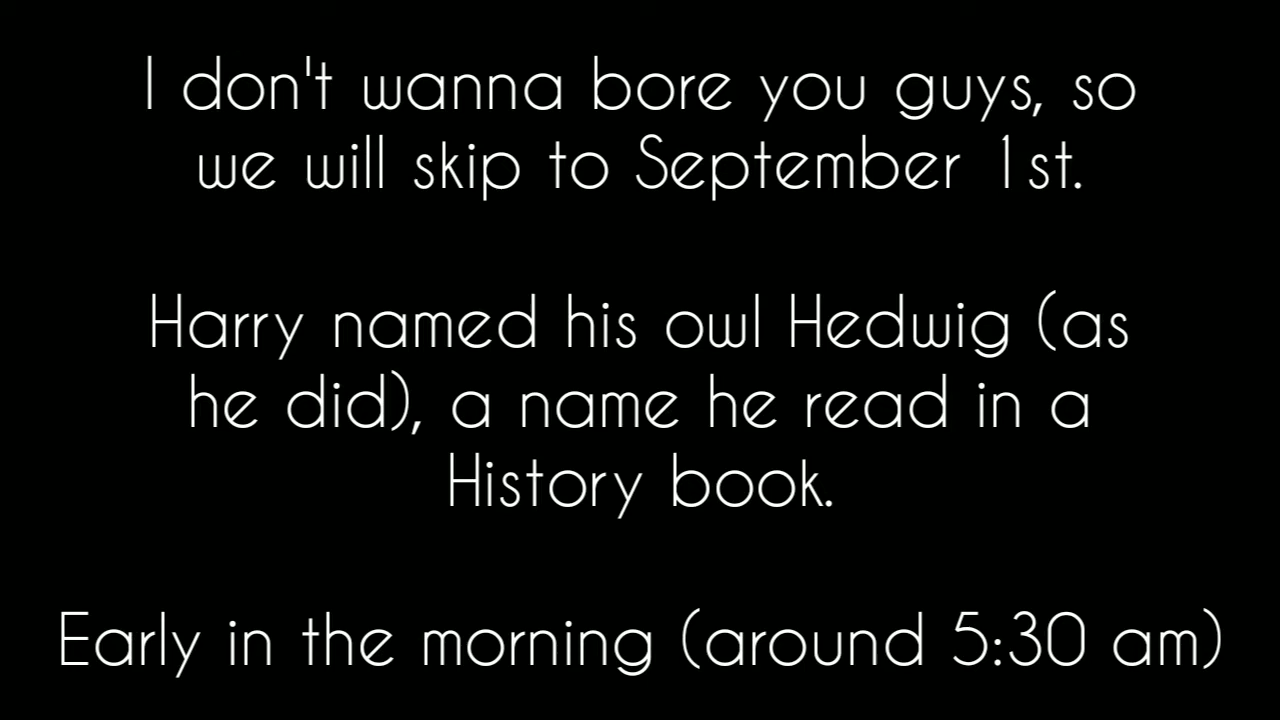 I don't wanna bore you guys, so
we will skip to September 1st.
Harry named his owl Hedwig (as
he did), a name he read in a
History book.
Early in the morning (around 5:30 am)